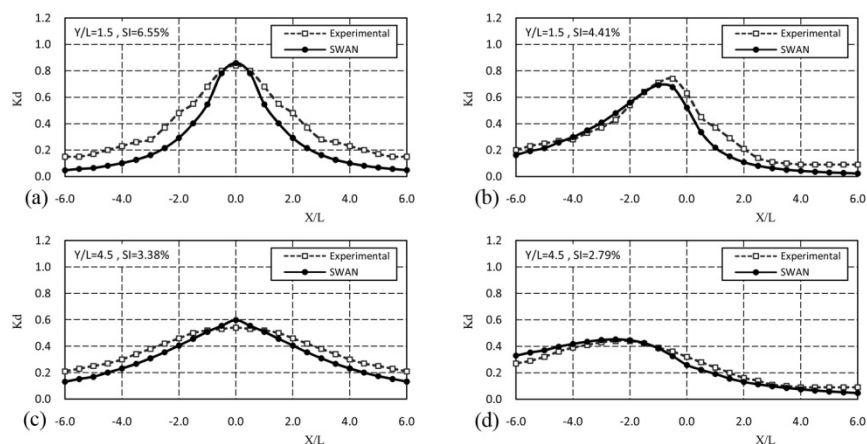 Y/L=1.5 , SI=6.55%
Experimental
SWAN
1.2
1.0
0.8
0.6
0.4
0.2
0.0
Kd
-6.0 -4.0 -2.0 0.0 2.0 4.0 6.0
X/L
(a)
Y/L=1.5 , SI=4.41%
Experimental
SWAN
1.2
1.0
0.8
0.6
0.4
0.2
0.0
Kd
-6.0 -4.0 -2.0 0.0 2.0 4.0 6.0
X/L
(b)
Y/L=4.5 , SI=3.38%
Experimental
SWAN
1.2
1.0
0.8
0.6
0.4
0.2
0.0
Kd
-6.0 -4.0 -2.0 0.0 2.0 4.0 6.0
X/L
(c)
Y/L=4.5 , SI=2.79%
Experimental
SWAN
1.2
1.0
0.8
0.6
0.4
0.2
0.0
Kd
-6.0 -4.0 -2.0 0.0 2.0 4.0 6.0
X/L
(d)